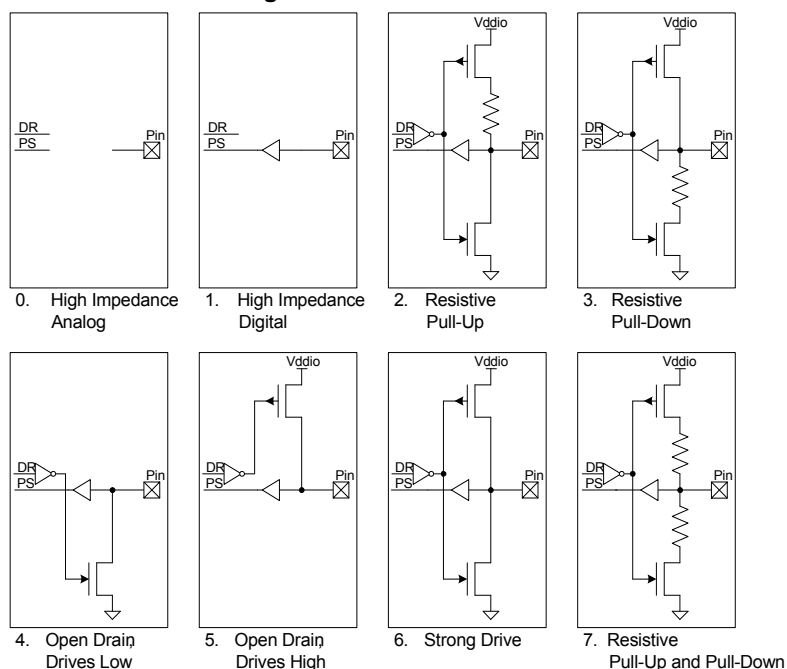 Vddio
Vddio
DR
PS
Pin
DR
PS
Pin
DR
PS
Pin
DR
PS
Pin
0. High Impedance
Analog
1. High Impedance
Digital
2. Resistive
Pull-Up
3. Resistive
Pull-Down
Vddio
Vddio
Vddio
DR
PS
Pin
DR
PS
Pin
DR
PS
Pin
DR
PS
Pin
4. Open Drain,
Drives Low
5. Open Drain,
Drives High
6. Strong Drive
7. Resistive
Pull-Up and Pull-Down